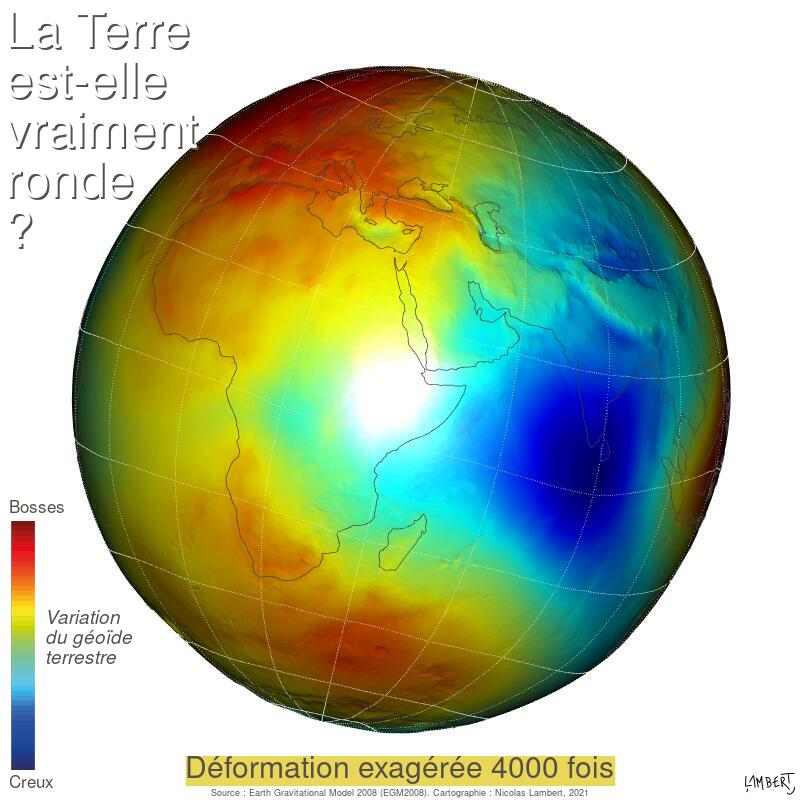 La Terre
est-elle
vraiment
ronde
?
Bosses
Variation
du géoïde
terrestre
Creux
Déformation exagérée 4000 fois
Source : Earth Gravitational Model 2008 (EGM2008). Cartographie : Nicolas Lambert, 2021
LAMBERT